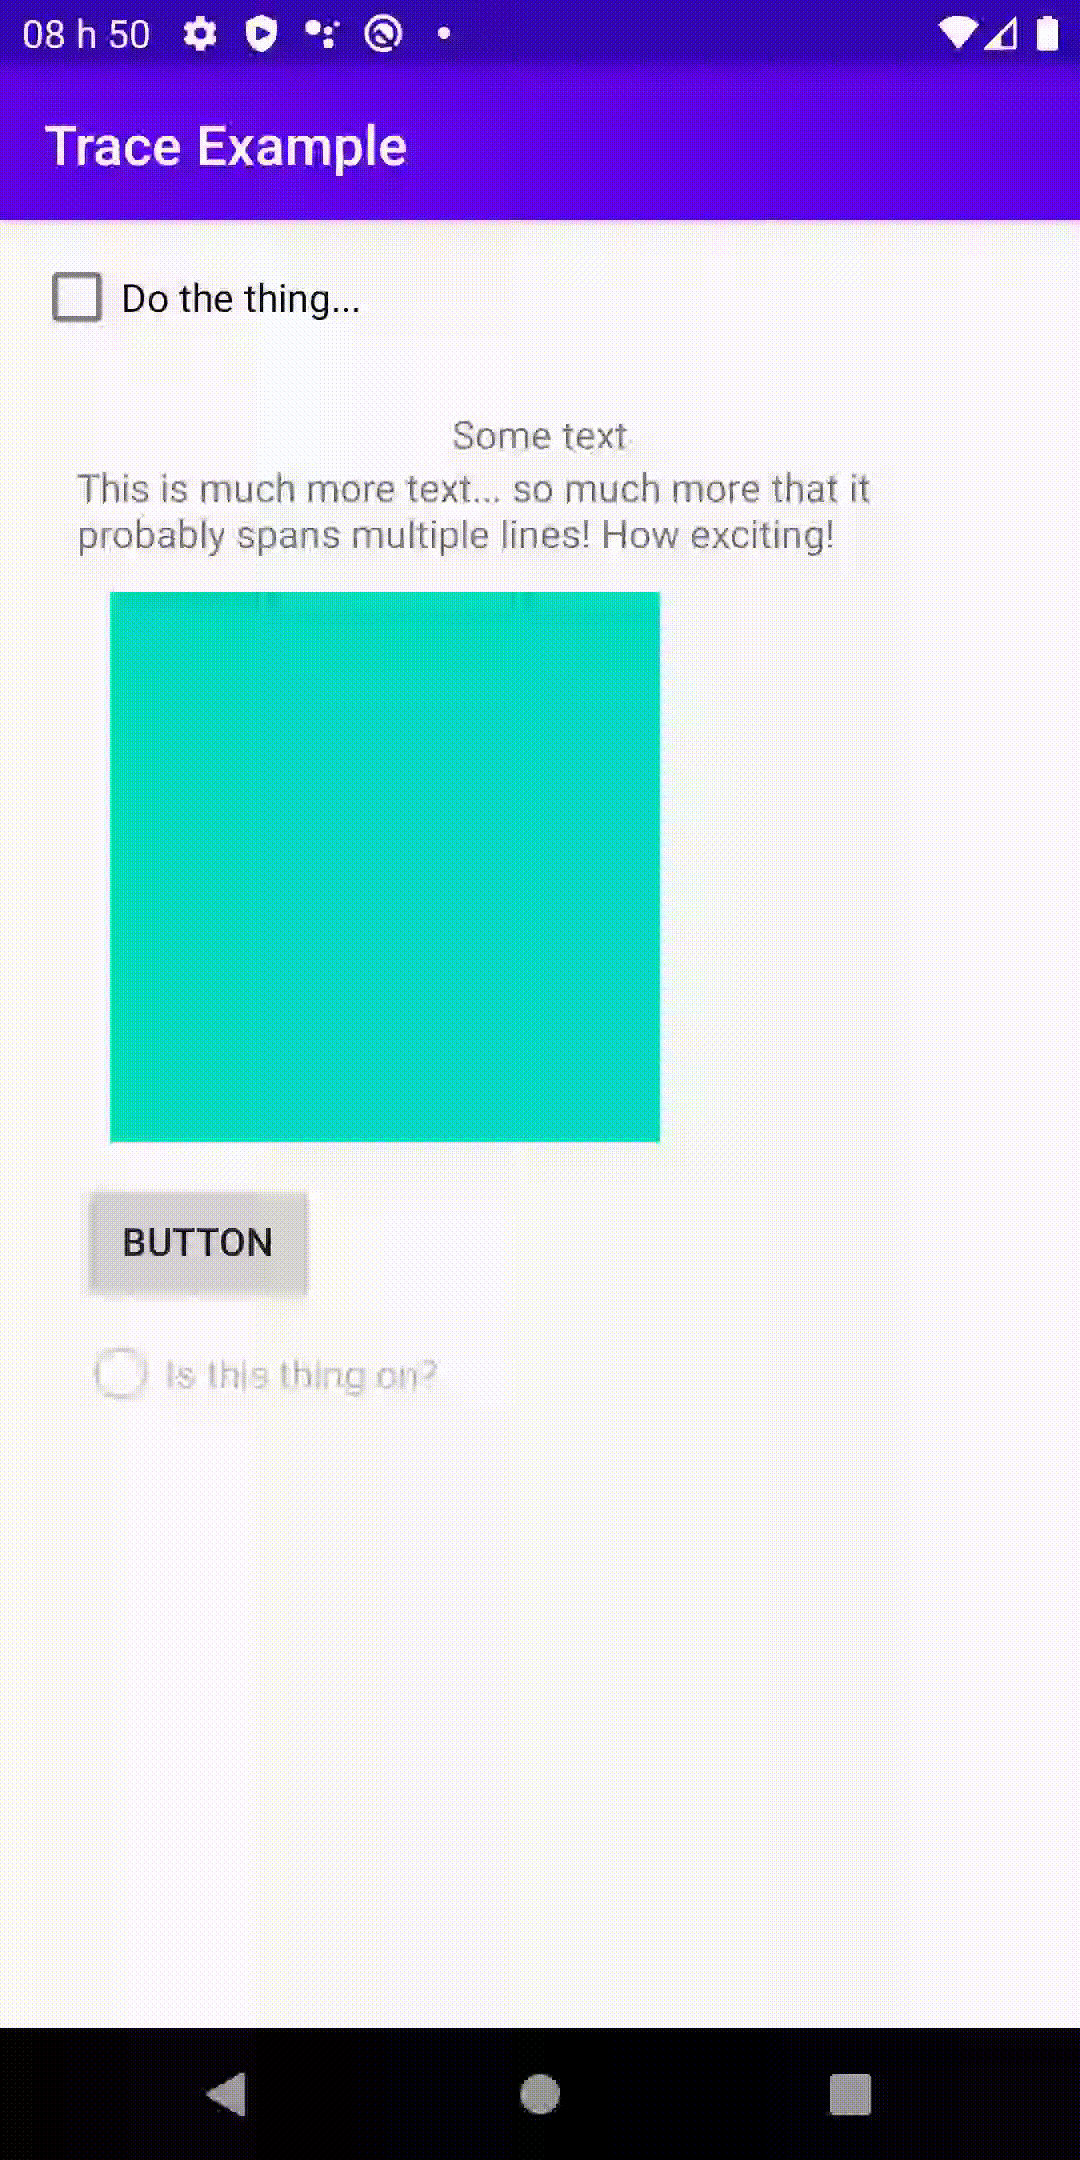 08 h 50
Trace Example
Do the thing...
Some text
This is much more text... so much more that it
probably spans multiple lines! How exciting!
BUTTON
Is this thing on?